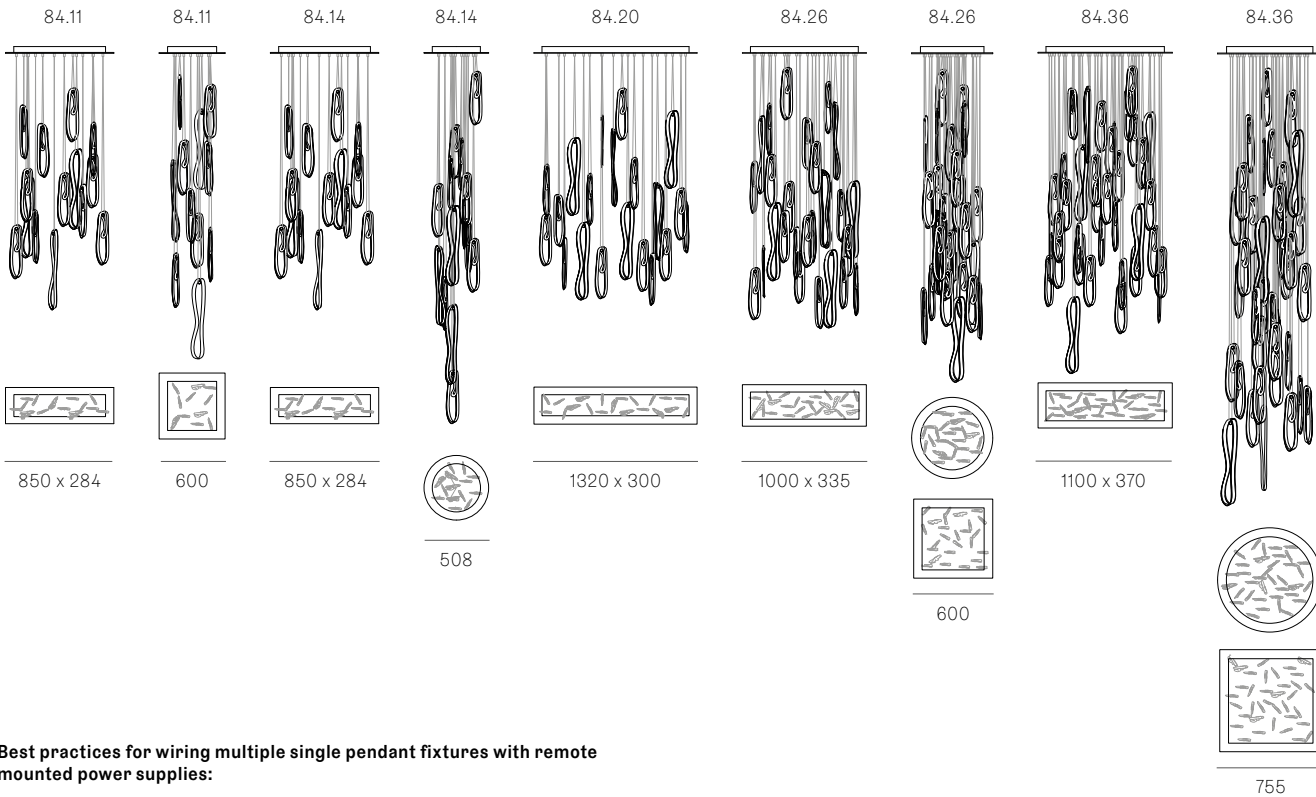 84.11
84.11
84.14
84.14
84.20
84.26
84.26
84.36
84.36
850 x 284
600
850 x 284
508
1320 x 300
1000 x 335
600
1100 x 370
755
Best practices for wiring multiple single pendant fixtures with remote
mounted power supplies: